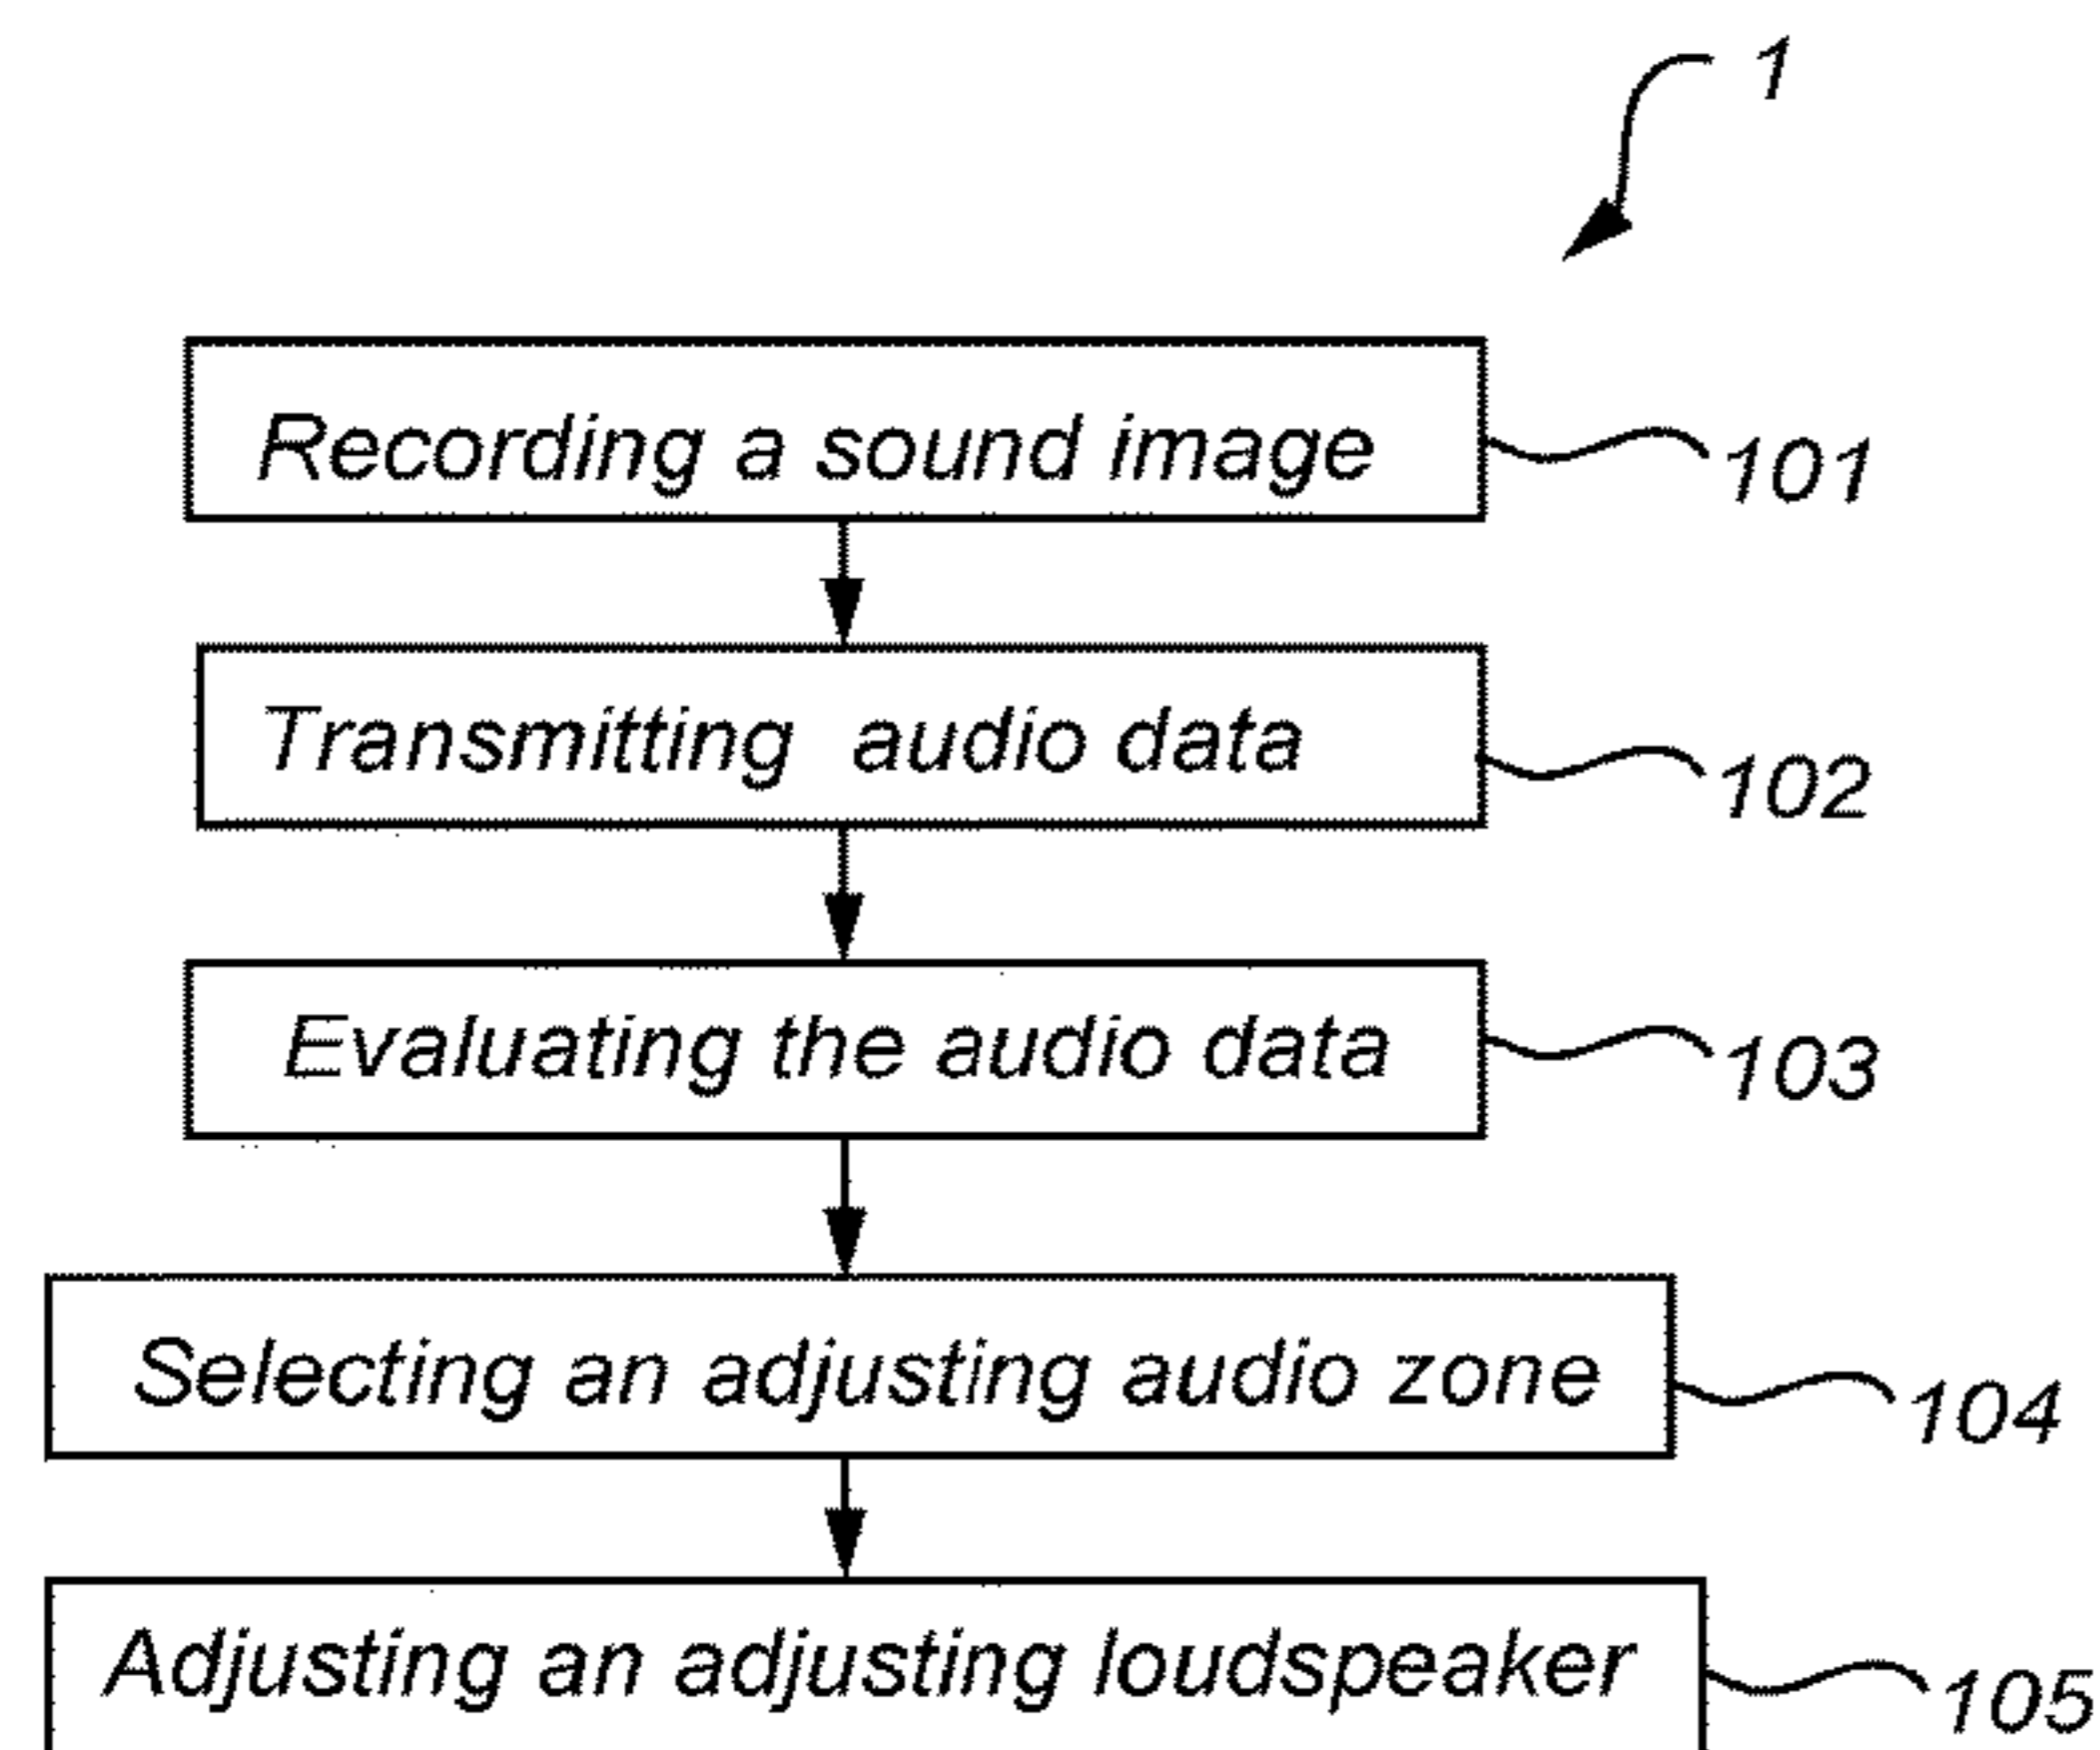 1
Recording a sound image
101
Transmitting audio data
102
Evaluating the audio data
103
Selecting an adjusting audio zone
104
Adjusting an adjusting loudspeaker
105